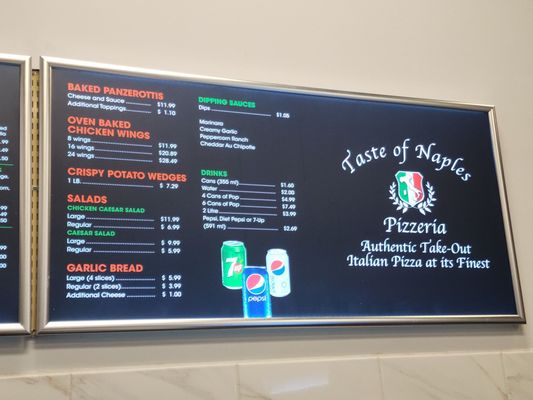 BAKED PANZEROTTIS
Cheese and Sauce $11.99
Additional Toppings $ 1.10
OVEN BAKED
CHICKEN WINGS
8 wings $11.99
16 wings $20.89
24 wings $28.49
CRISPY POTATO WEDGES
1 LB. $ 7.29
SALADS
CHICKEN CAESAR SALAD
Large $11.99
Regular $ 6.99
CAESAR SALAD
Large $ 9.99
Regular $ 5.99
GARLIC BREAD
Large (4 slices) $ 5.99
Regular (2 slices) $ 3.99
Additional Cheese $ 1.00
DIPPING SAUCES
Dips $1.05
Marinara
Creamy Garlic
Peppercorn Ranch
Cheddar Au Chipotle
DRINKS
Cans (355 ml) $1.60
Water $2.00
4 Cans of Pop $4.99
6 Cans of Pop $7.49
2 Litre $3.99
Pepsi, Diet Pepsi or 7-Up
(591 ml) $2.69
7up
pepsi
Taste of Naples
Pizzeria
Authentic Take-Out
Italian Pizza at its Finest